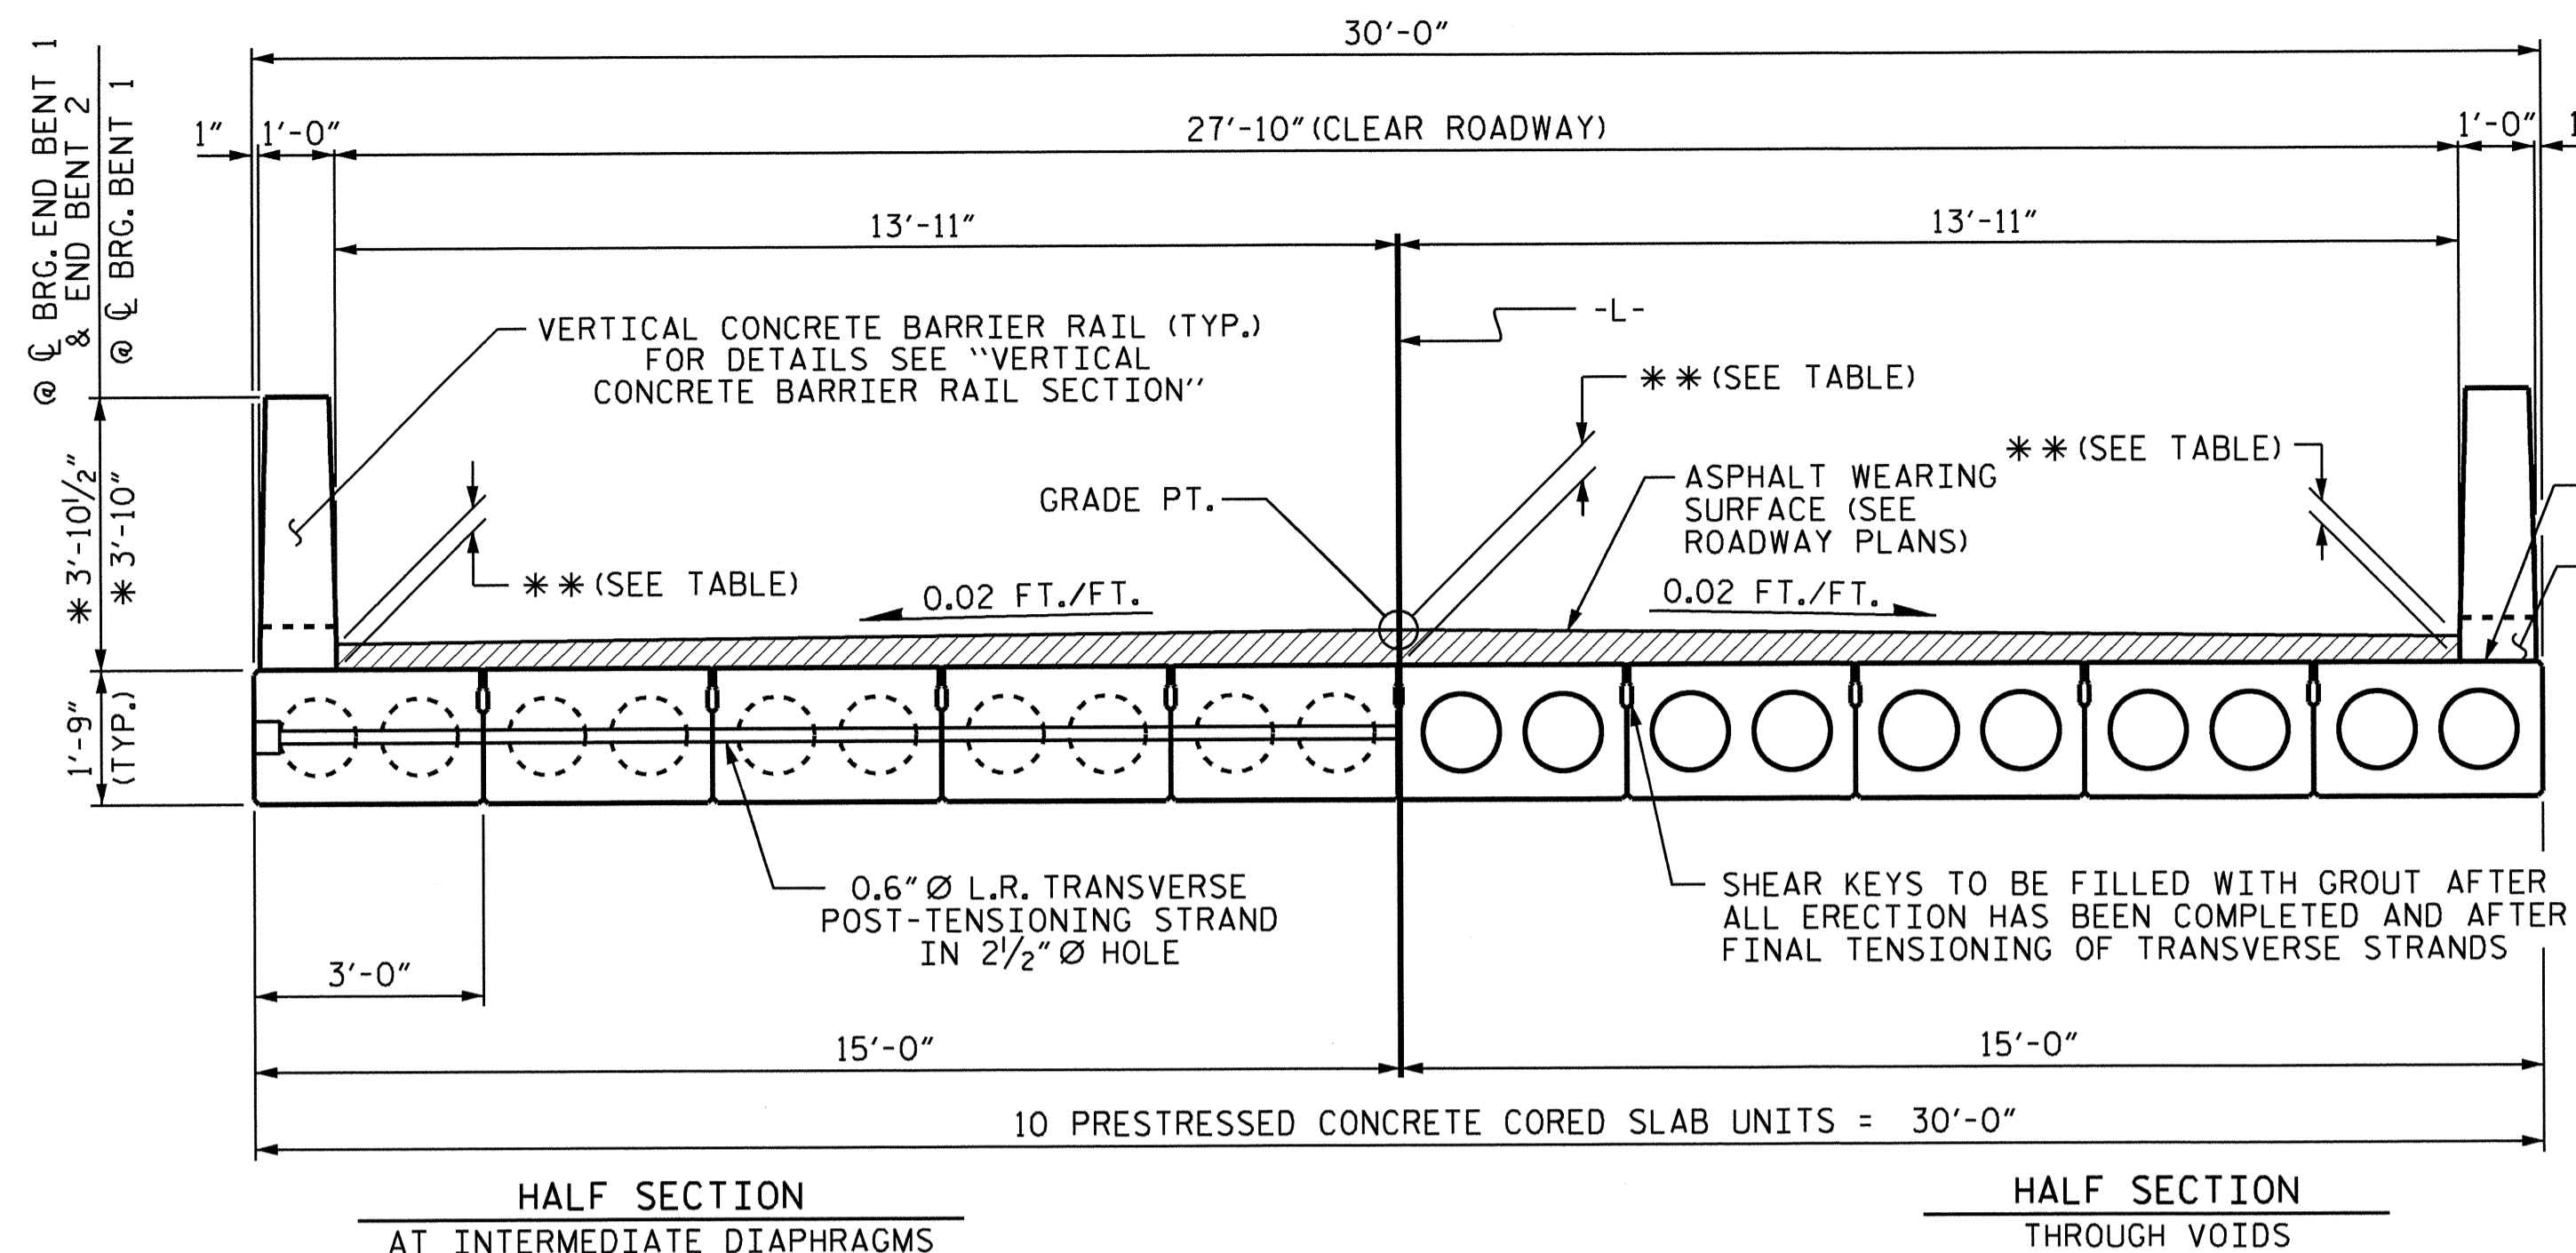 30'-0"
@ ℄ BRG. END BENT 1
& END BENT 2
@ ℄ BRG. BENT 1
1"
1'-0"
27'-10" (CLEAR ROADWAY)
1'-0"
13'-11"
13'-11"
-L-
VERTICAL CONCRETE BARRIER RAIL (TYP.)
FOR DETAILS SEE "VERTICAL
CONCRETE BARRIER RAIL SECTION"
**(SEE TABLE)
**(SEE TABLE)
ASPHALT WEARING
SURFACE (SEE
ROADWAY PLANS)
GRADE PT.
*3'-10½"
*3'-10"
**(SEE TABLE)
0.02 FT./FT.
0.02 FT./FT.
1'-9"
(TYP.)
0.6" Ø L.R. TRANSVERSE
POST-TENSIONING STRAND
IN 2½" Ø HOLE
SHEAR KEYS TO BE FILLED WITH GROUT AFTER
ALL ERECTION HAS BEEN COMPLETED AND AFTER
FINAL TENSIONING OF TRANSVERSE STRANDS
3'-0"
15'-0"
15'-0"
10 PRESTRESSED CONCRETE CORED SLAB UNITS = 30'-0"
HALF SECTION
AT INTERMEDIATE DIAPHRAGMS
HALF SECTION
THROUGH VOIDS